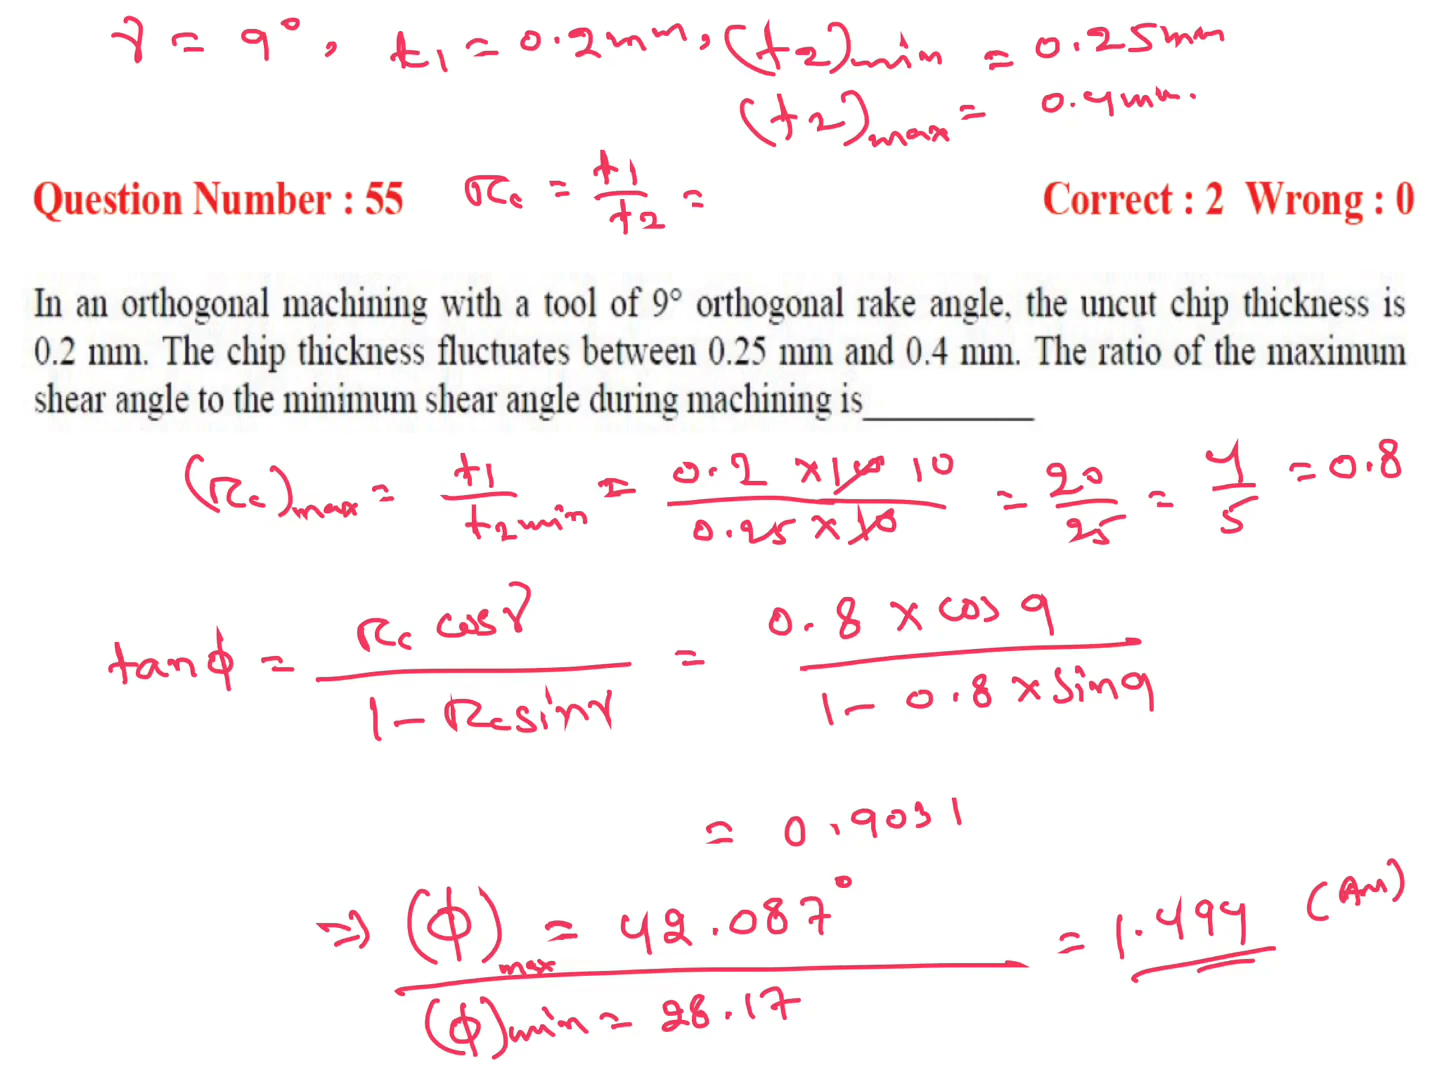 γ = 9°, t1 = 0.2mm, (t2)min = 0.25mm
(t2)max = 0.4mm.
Question Number : 55 rc = t1/t2 = Correct : 2 Wrong : 0
In an orthogonal machining with a tool of 9° orthogonal rake angle, the uncut chip thickness is
0.2 mm. The chip thickness fluctuates between 0.25 mm and 0.4 mm. The ratio of the maximum
shear angle to the minimum shear angle during machining is__________
(rc)max = t1/t2min = 0.2 × 100 10/0.25 × 10 = 20/25 = 4/5 = 0.8
tanϕ = rc cosγ/1 - rc sinγ = 0.8 × cos 9/1 - 0.8 × sin9
= 0.9031
⇒ (ϕ)max = 42.087° = 1.494 (Ans)
(ϕ)min = 28.17